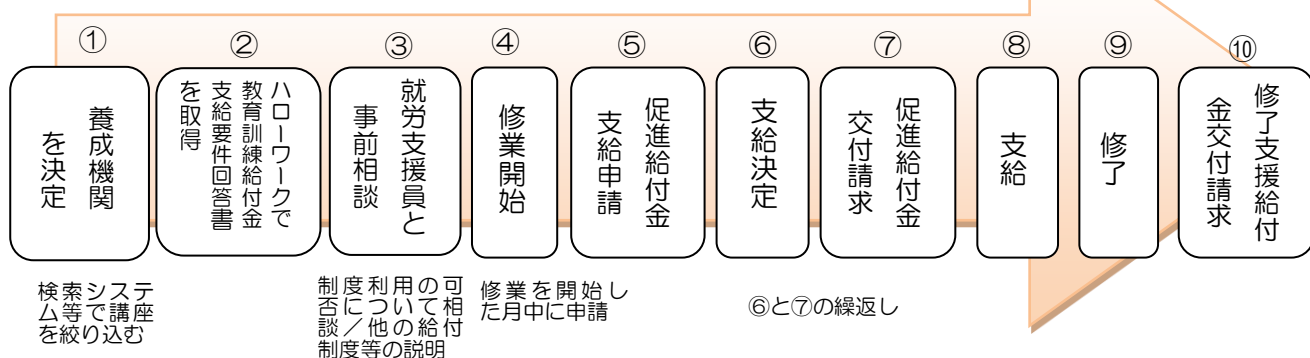 ①
養成機関
を決定
②
ハローワークで
教育訓練給付金
支給要件回答書
を取得
③
就労支援員と
事前相談
④
修業開始
⑤
促進給付金
支給申請
⑥
支給決定
⑦
促進給付金
交付請求
⑧
支給
⑨
修了
⑩
修了支援給付
金交付請求
検索システ
ム等で講座
を絞り込む
制度利用の可
否について相
談／他の給付
制度等の説明
修業を開始し
た月中に申請
⑥と⑦の繰返し